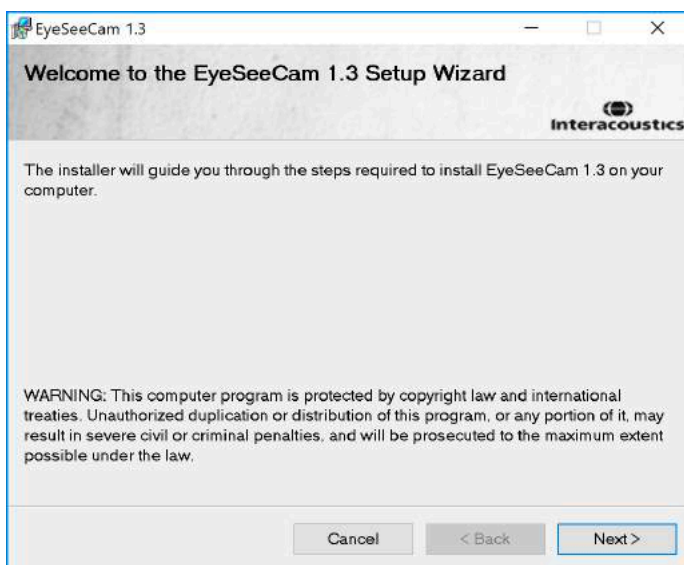 EyeSeeCam 1.3
Welcome to the EyeSeeCam 1.3 Setup Wizard
Interacoustics
The installer will guide you through the steps required to install EyeSeeCam 1.3 on your
computer.
WARNING: This computer program is protected by copyright law and international
treaties. Unauthorized duplication or distribution of this program, or any portion of it, may
result in severe civil or criminal penalties, and will be prosecuted to the maximum extent
possible under the law.
Cancel < Back Next >